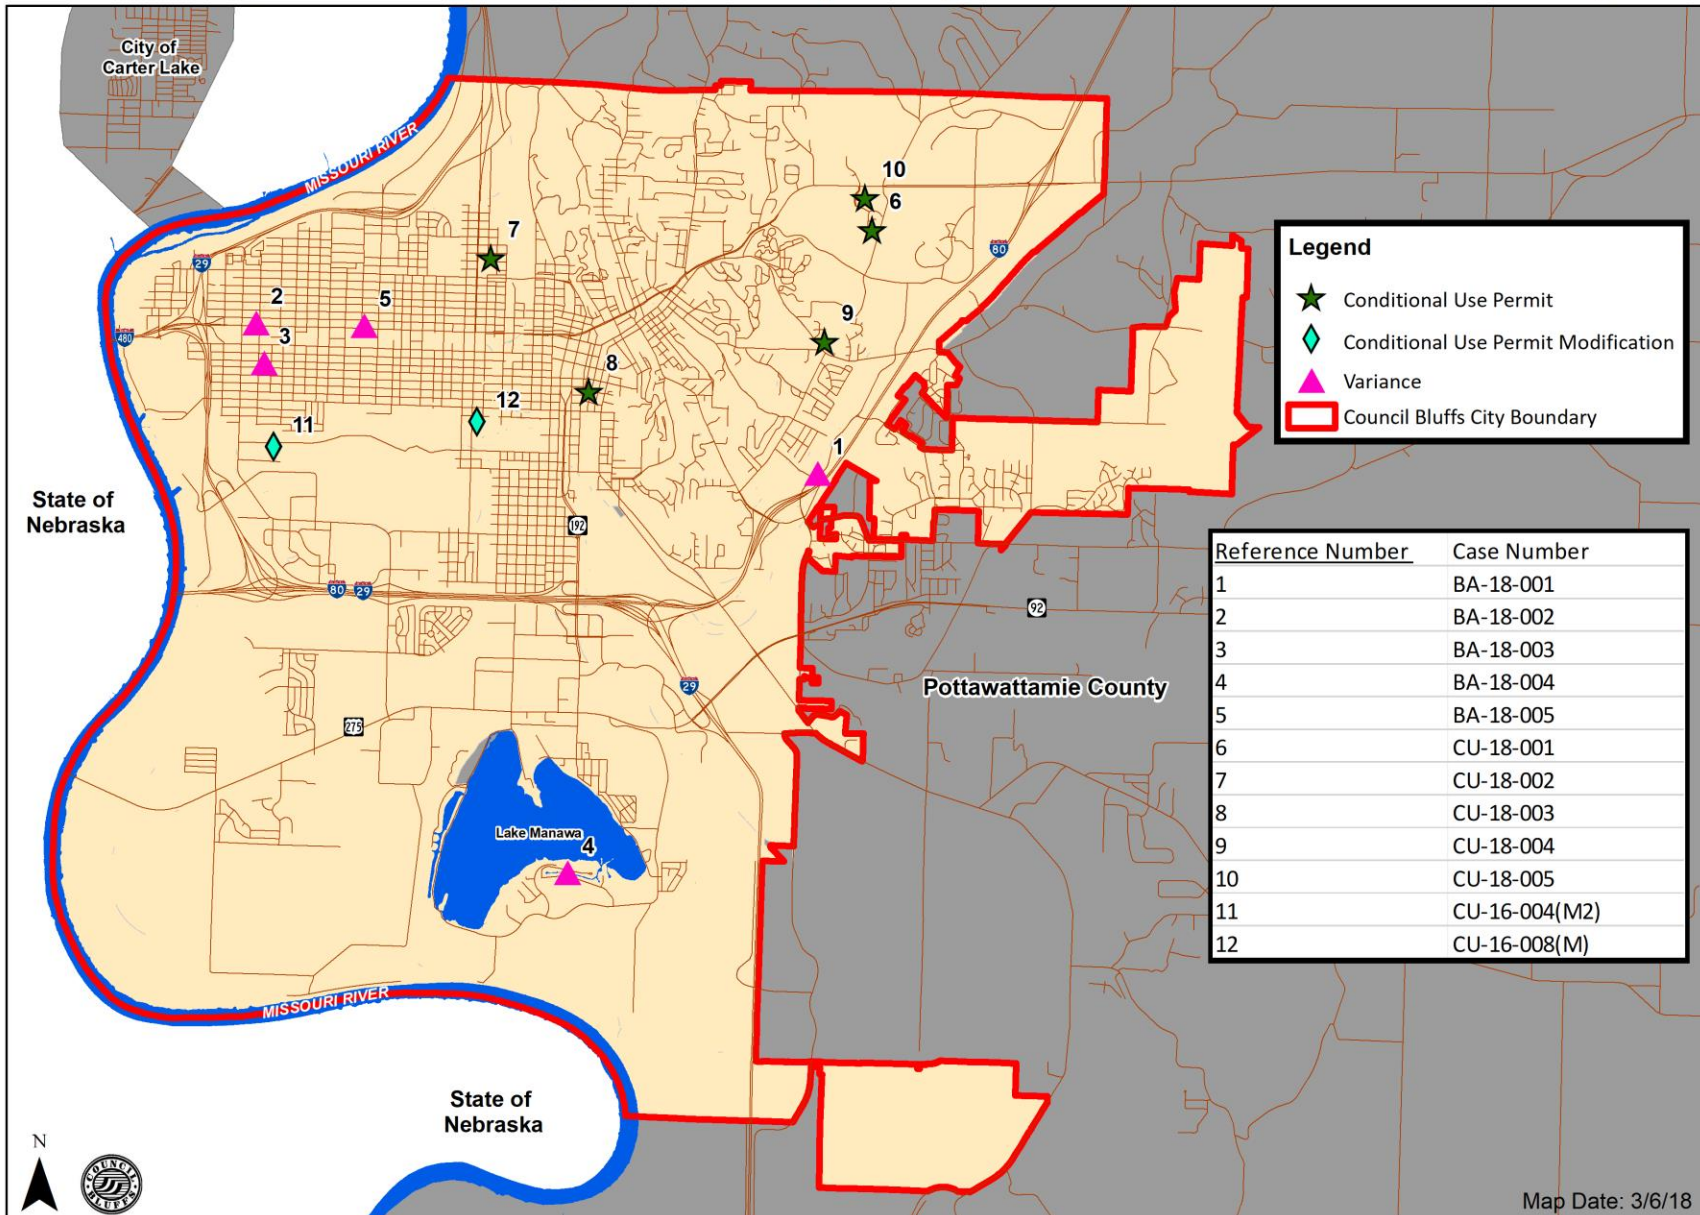 City of
Carter Lake
MISSOURI RIVER
10
6
7
80
29
2
5
3
9
480
8
12
11
1
Legend
Conditional Use Permit
Conditional Use Permit Modification
Variance
Council Bluffs City Boundary
State of
Nebraska
192
80
29
92
29
Pottawattamie County
275
Lake Manawa
4
Reference Number Case Number
1 BA-18-001
2 BA-18-002
3 BA-18-003
4 BA-18-004
5 BA-18-005
6 CU-18-001
7 CU-18-002
8 CU-18-003
9 CU-18-004
10 CU-18-005
11 CU-16-004(M2)
12 CU-16-008(M)
MISSOURI RIVER
State of
Nebraska
N
COUNCIL
BLUFFS
Map Date: 3/6/18